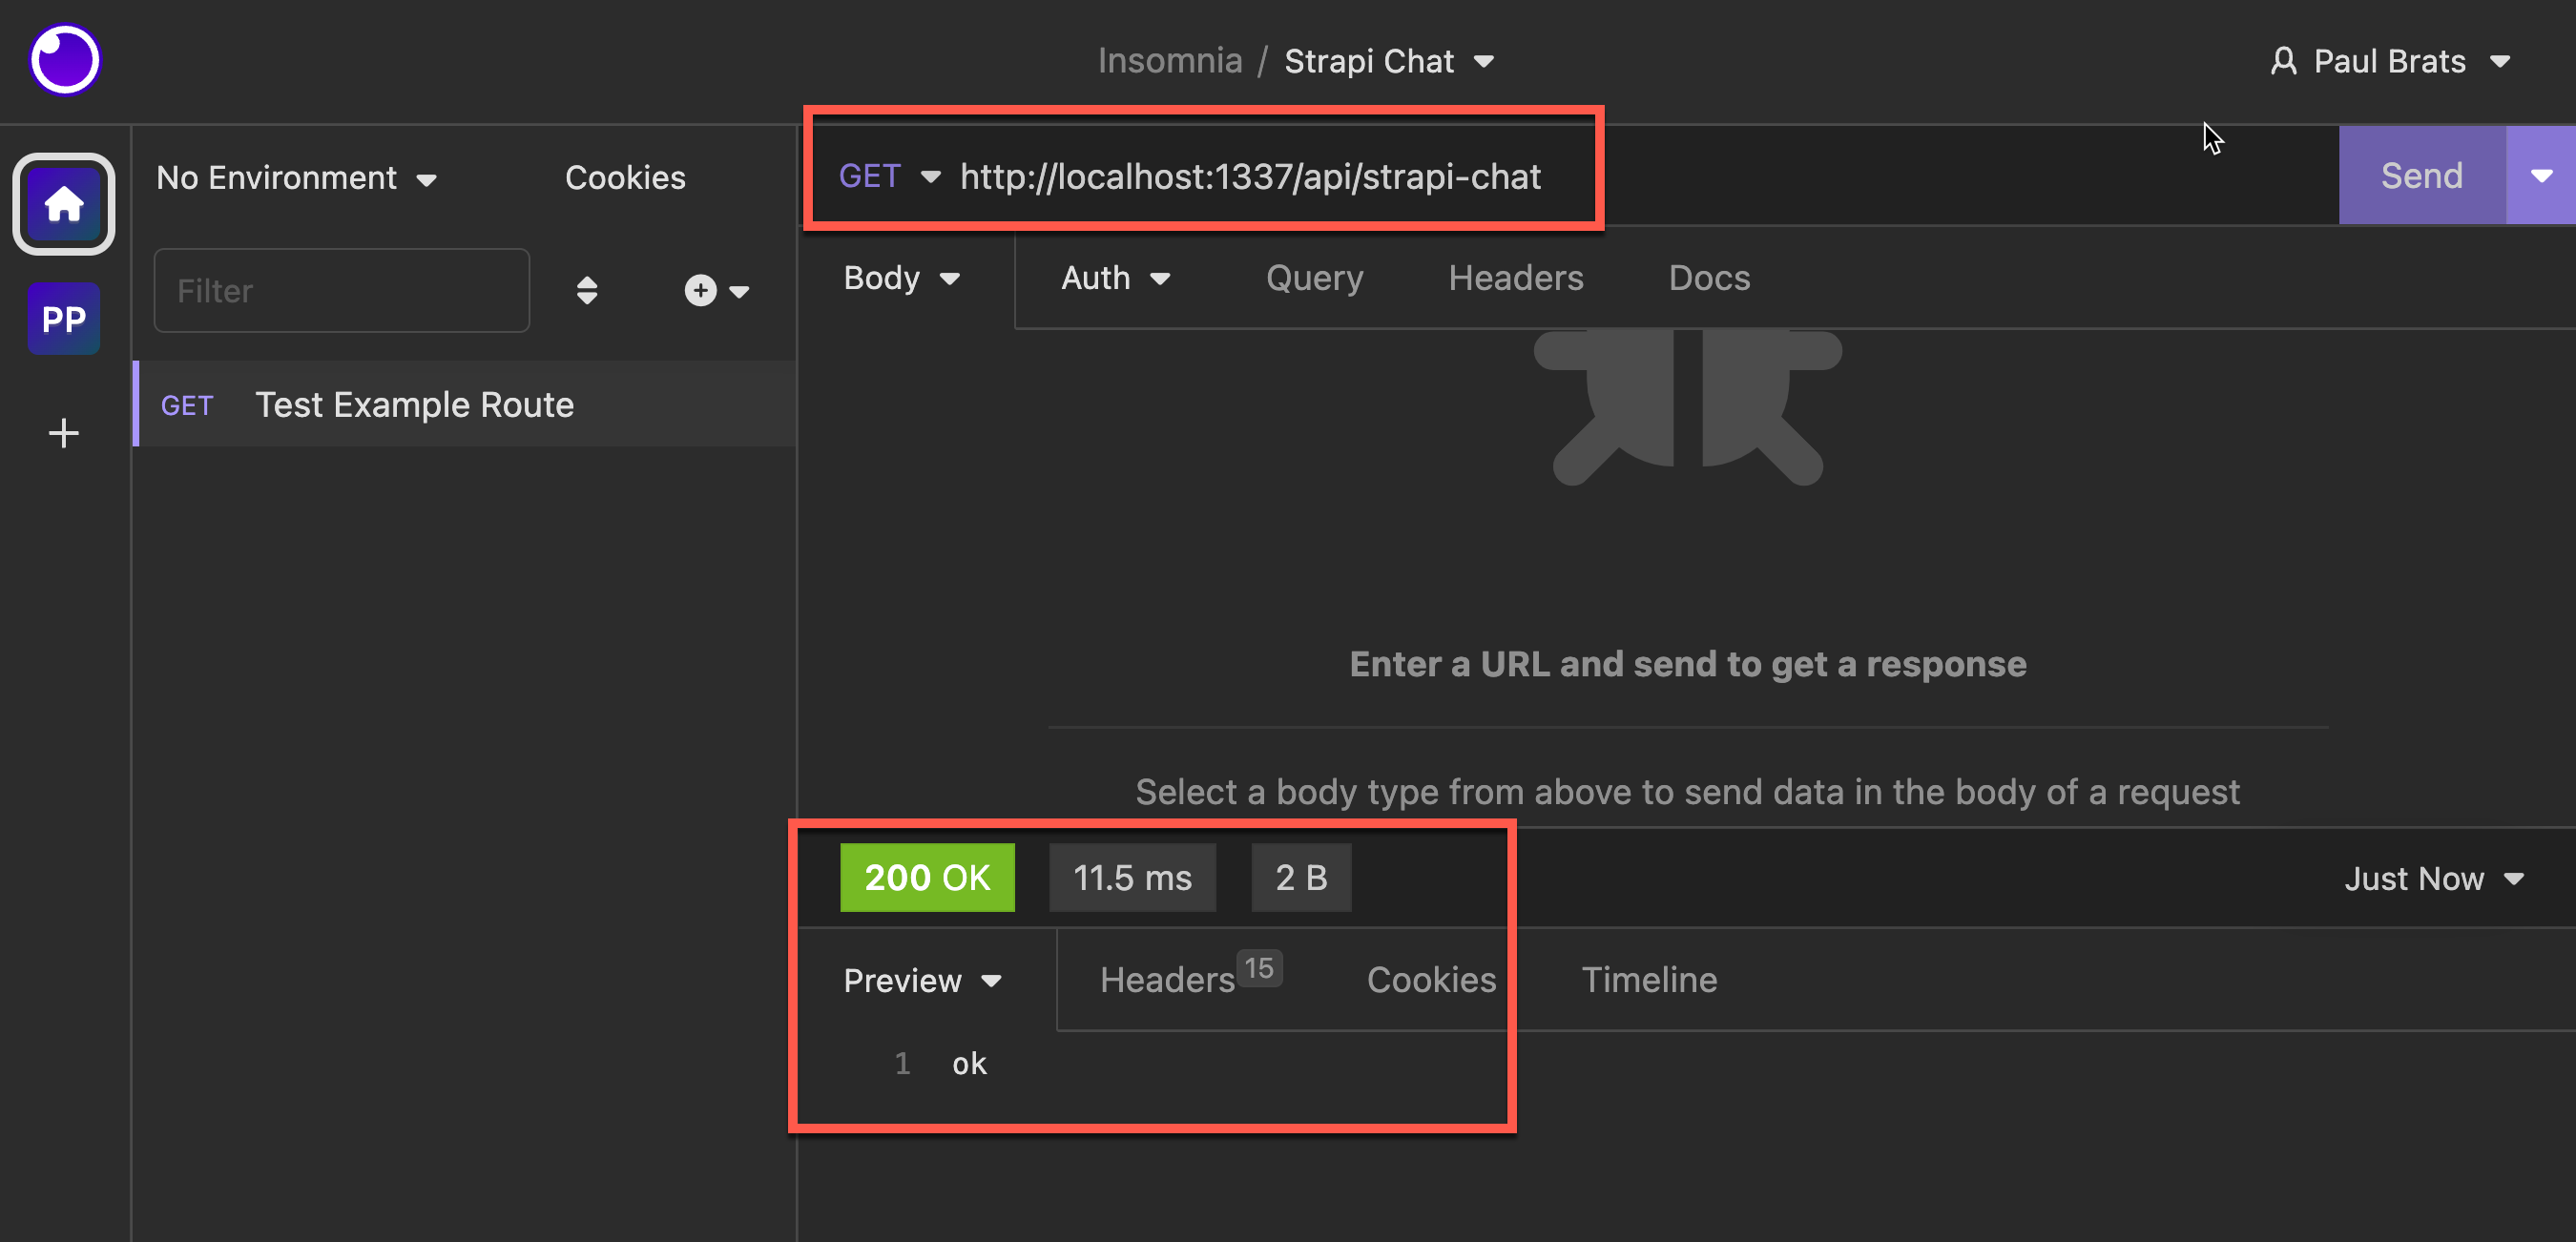 Insomnia / Strapi Chat
Paul Brats
No Environment
Cookies
GET http://localhost:1337/api/strapi-chat
Send
Filter
Body
Auth
Query
Headers
Docs
PP
GET Test Example Route
Enter a URL and send to get a response
Select a body type from above to send data in the body of a request
200 OK
11.5 ms
2 B
Just Now
Preview
Headers 15
Cookies
Timeline
1 ok